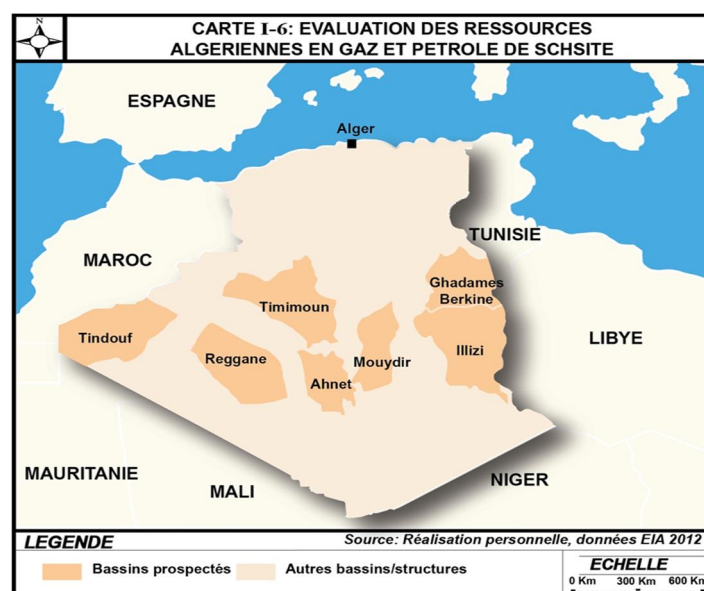 N
CARTE I-6: EVALUATION DES RESSOURCES
ALGERIENNES EN GAZ ET PETROLE DE SCHSITE
ESPAGNE
Alger
TUNISIE
MAROC
Ghadames
Berkine
Timimoun
Tindouf
LIBYE
Reggane
Mouydir
Illizi
Ahnet
MAURITANIE
MALI
NIGER
LEGENDE
Source: Réalisation personnelle, données EIA 2012
Bassins prospectés
Autres bassins/structures
ECHELLE
0 Km 300 Km 600 Km